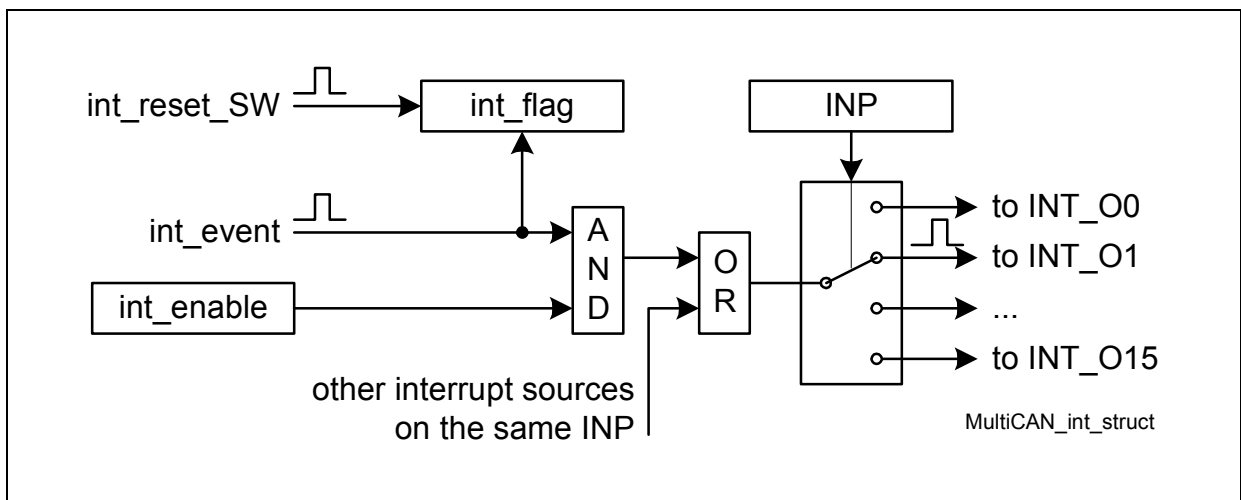 int_reset_SW
int_flag
INP
int_event
int_enable
A
N
D
O
R
to INT_O0
to INT_O1
...
to INT_O15
other interrupt sources
on the same INP
MultiCAN_int_struct